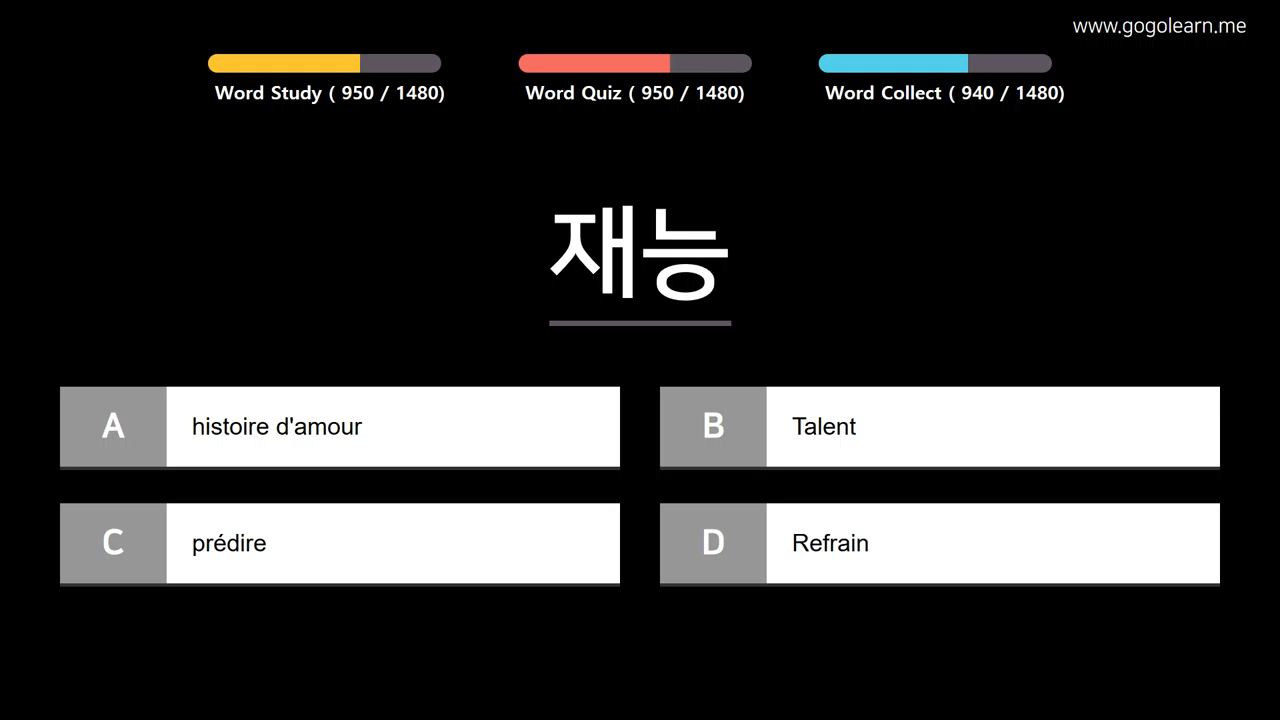 www.gogolearn.me
Word Study ( 950 / 1480)
Word Quiz ( 950 / 1480)
Word Collect ( 940 / 1480)
재능
A histoire d'amour
B Talent
C prédire
D Refrain